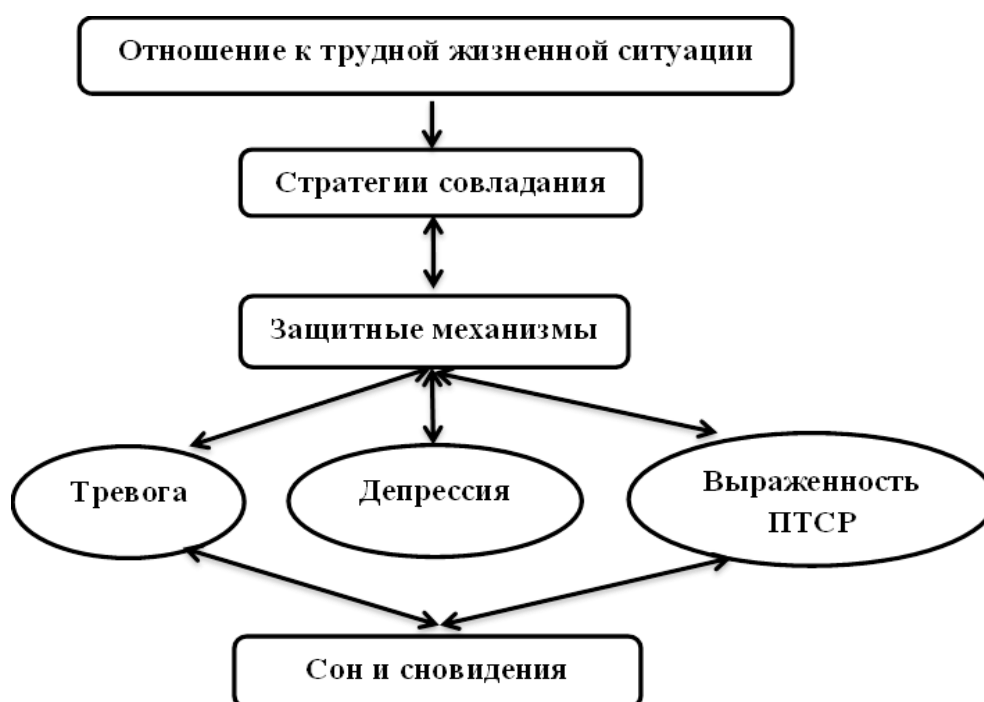 Отношение к трудной жизненной ситуации
Стратегии совладания
Защитные механизмы
Тревога
Депрессия
Выраженность
ПТСР
Сон и сновидения